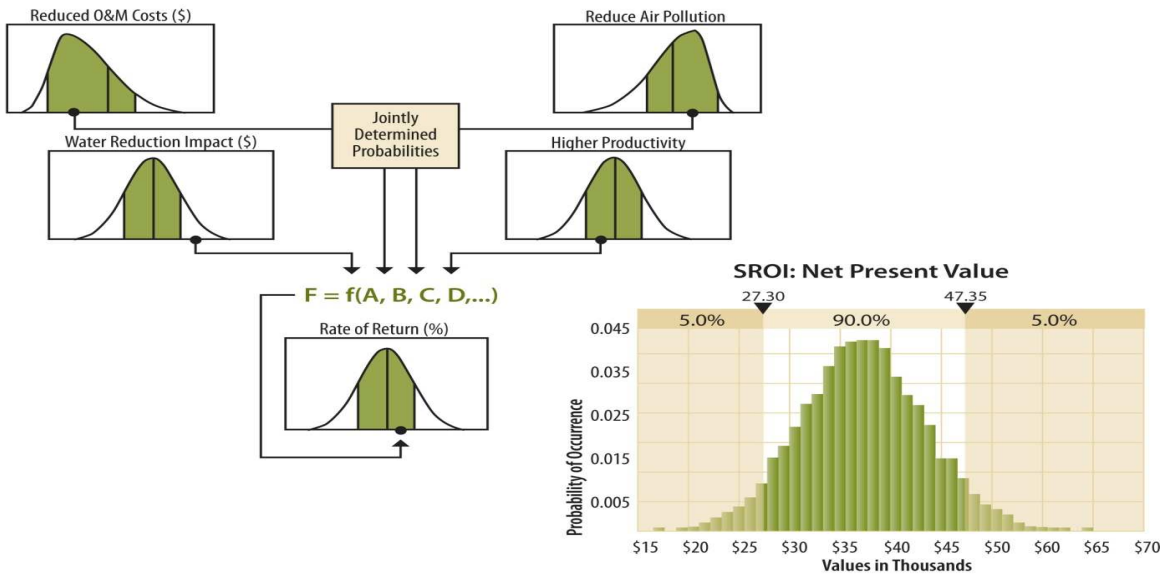 Reduced O&M Costs ($)
Reduce Air Pollution
Jointly
Determined
Probabilities
Water Reduction Impact ($)
Higher Productivity
F = f(A, B, C, D,...)
Rate of Return (%)
SROI: Net Present Value
27.30
47.35
5.0%
90.0%
5.0%
0.045
0.035
0.025
0.015
0.005
Probability of Occurrence
$15
$20
$25
$30
$35
$40
$45
$50
$60
$65
$70
Values in Thousands